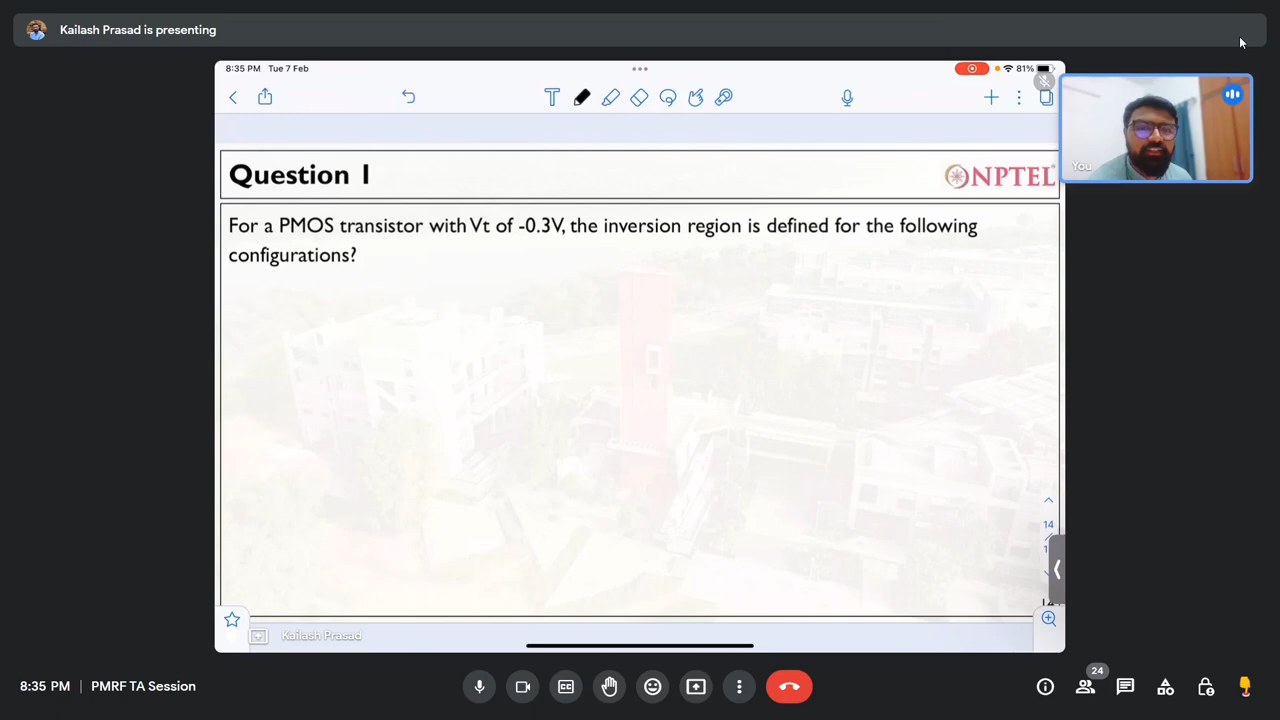 Kailash Prasad is presenting
8:35 PM Tue 7 Feb
81%
You
Question 1
NPTEL
For a PMOS transistor with Vt of -0.3V, the inversion region is defined for the following
configurations?
14
Kailash Prasad
24
8:35 PM | PMRF TA Session